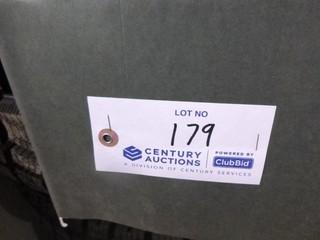 LOT NO
179
CENTURY AUCTIONS
A DIVISION OF CENTURY SERVICES
POWERED BY
ClubBid